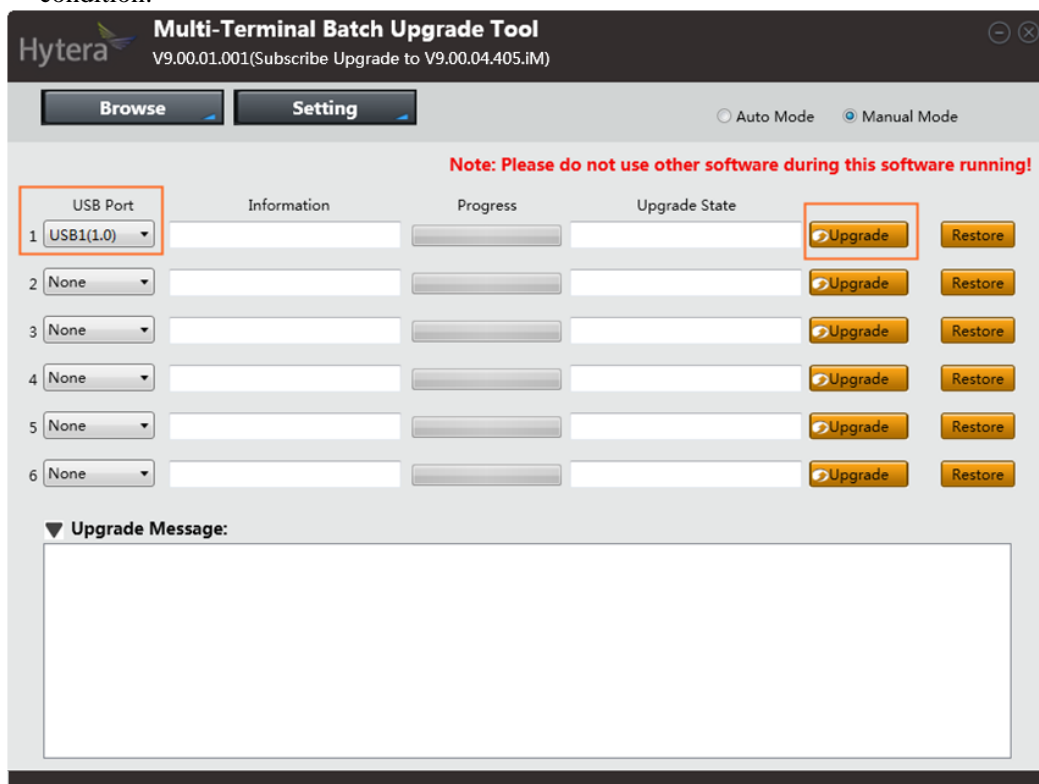 condition.
Hytera
Multi-Terminal Batch Upgrade Tool
V9.00.01.001(Subscribe Upgrade to V9.00.04.405.iM)
Browse Setting Auto Mode Manual Mode
Note: Please do not use other software during this software running!
USB Port Information Progress Upgrade State
1 USB1(1.0) Upgrade Restore
2 None Upgrade Restore
3 None Upgrade Restore
4 None Upgrade Restore
5 None Upgrade Restore
6 None Upgrade Restore
Upgrade Message: